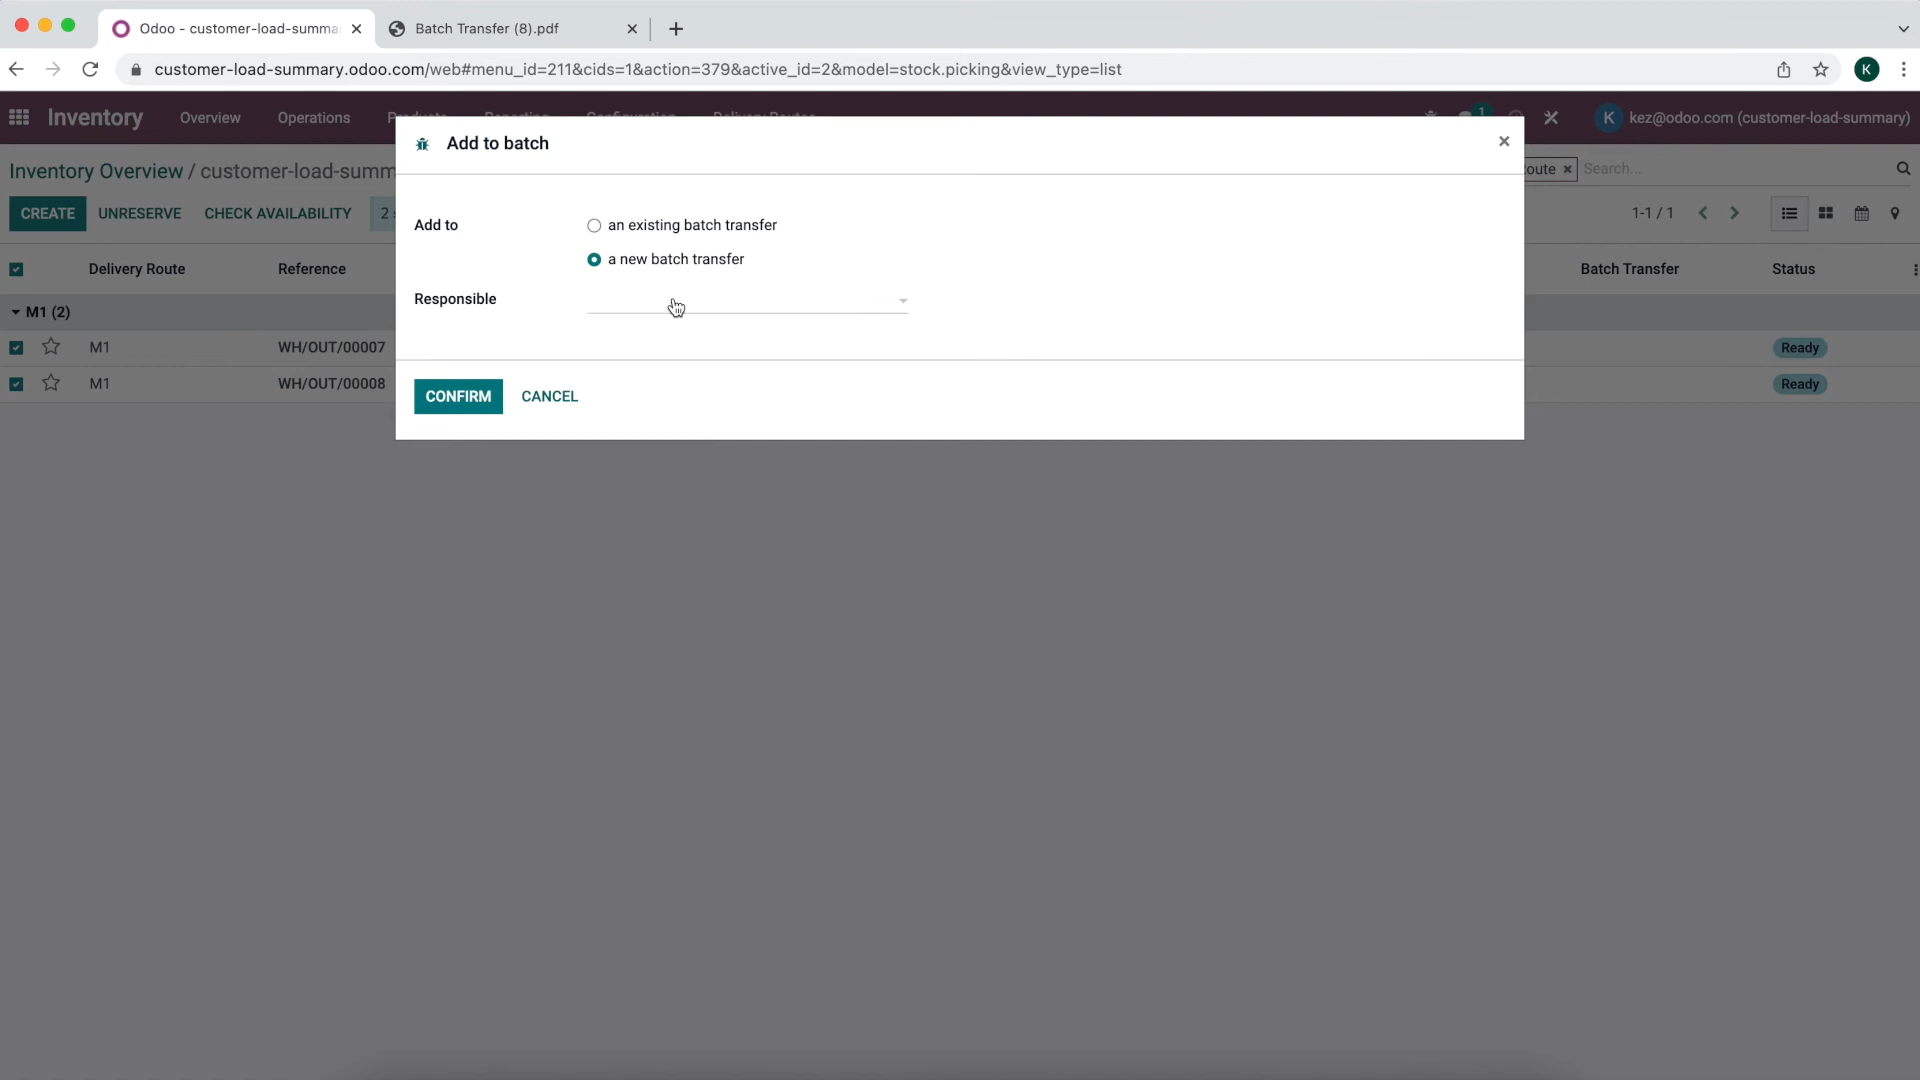 Odoo - customer-load-summa
Batch Transfer (8).pdf
customer-load-summary.odoo.com/web#menu_id=211&cids=1&action=379&active_id=2&model=stock.picking&view_type=list
K
Inventory
Overview
Operations
1
K kez@odoo.com (customer-load-summary)
Add to batch
Inventory Overview / customer-load-summ
oute
Search...
CREATE
UNRESERVE
CHECK AVAILABILITY
2
1-1 / 1
Add to
an existing batch transfer
a new batch transfer
Delivery Route
Reference
Batch Transfer
Status
Responsible
M1 (2)
M1
WH/OUT/00007
Ready
M1
WH/OUT/00008
Ready
CONFIRM
CANCEL